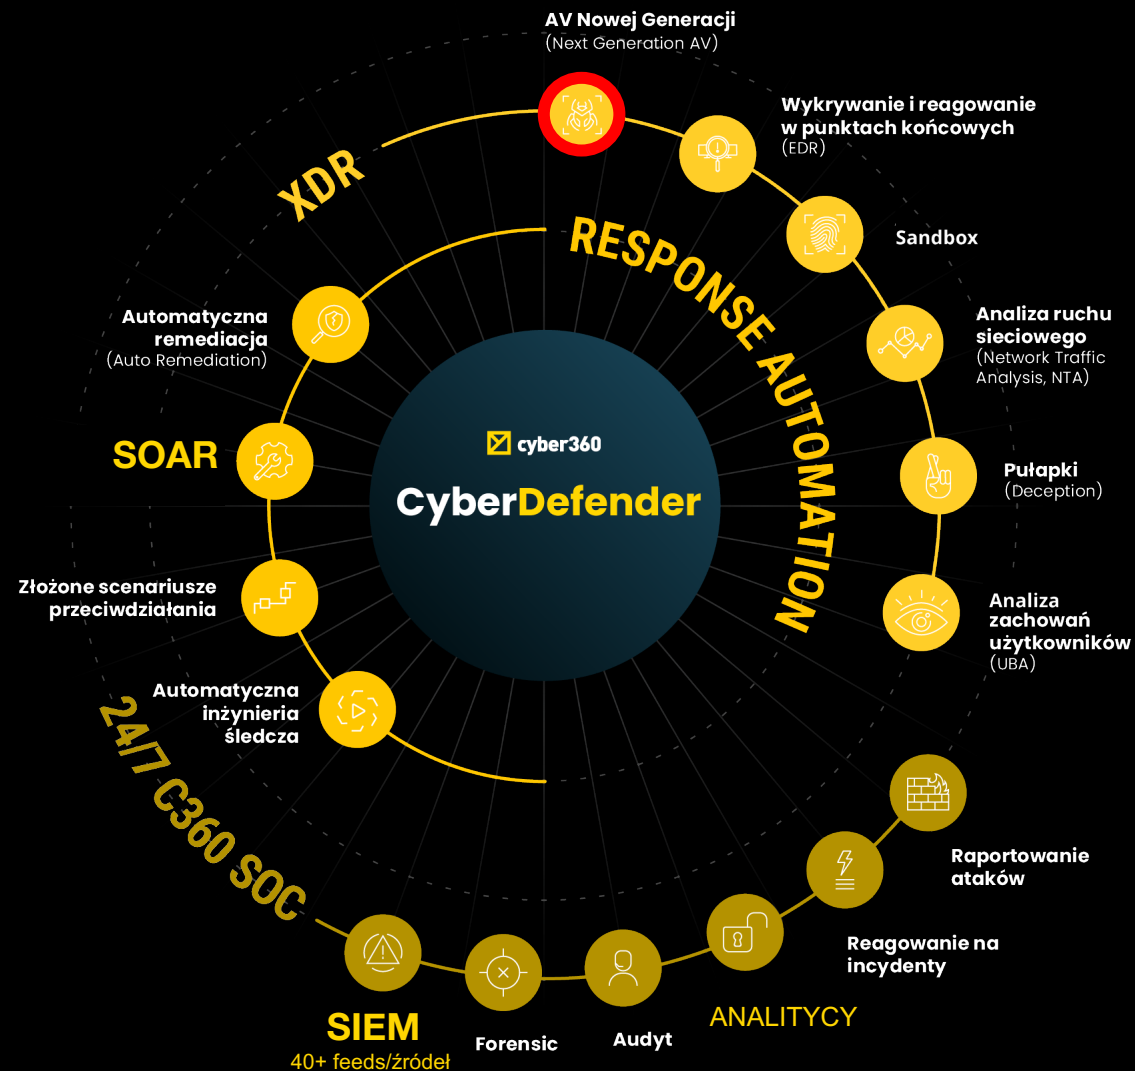 AV Nowej Generacji
(Next Generation AV)
Wykrywanie i reagowanie
w punktach końcowych
(EDR)
XDR
RESPONSE AUTOMATION
Sandbox
Automatyczna
remediacja
(Auto Remediation)
Analiza ruchu
sieciowego
(Network Traffic
Analysis, NTA)
SOAR
cyber360
CyberDefender
Pułapki
(Deception)
Złożone scenariusze
przeciwdziałania
Analiza
zachowań
użytkowników
(UBA)
Automatyczna
inżynieria
śledcza
24/7 C360 SOC
Raportowanie
ataków
Reagowanie na
incydenty
ANALITYCY
SIEM
40+ feeds/źródeł
Forensic
Audyt